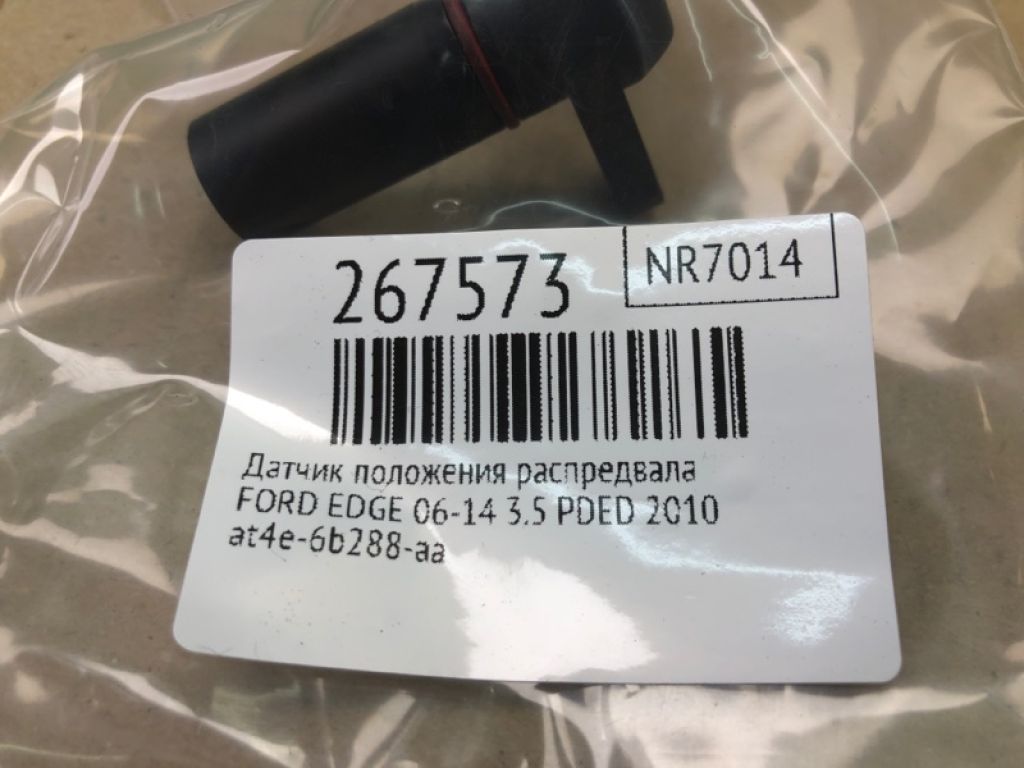 267573
NR7014
Датчик положения распредвала
FORD EDGE 06-14 3.5 PDED 2010
at4e-6b288-aa